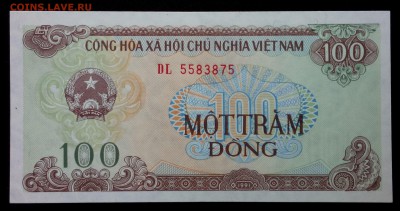 COINS.LAVE.RU
CỘNG HÒA XÃ HỘI CHỦ NGHĨA VIỆT NAM
100
DL 5583875
100
MỘT TRĂM
ĐỒNG
100
1991